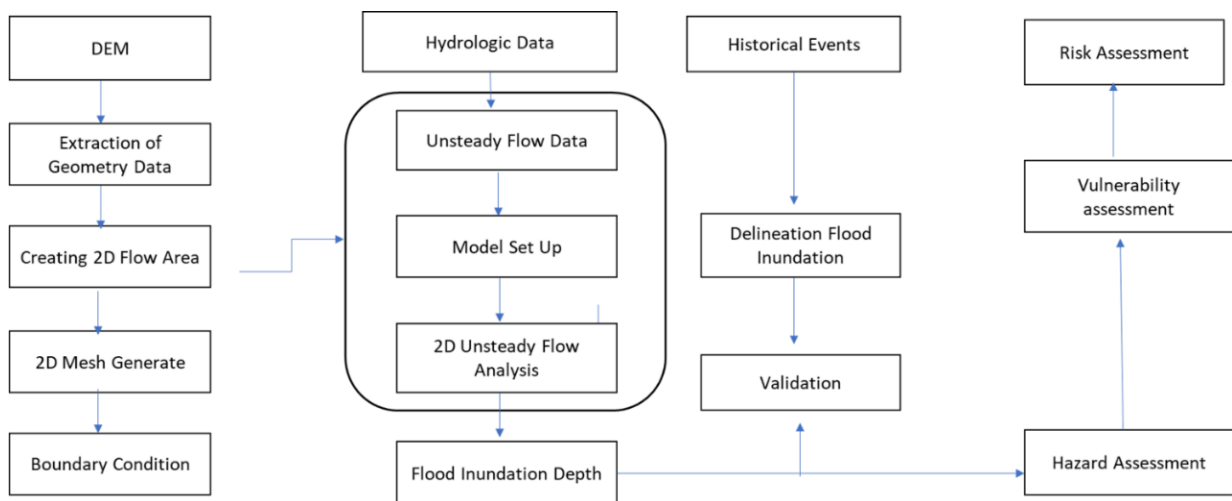 DEM
Extraction of
Geometry Data
Creating 2D Flow Area
2D Mesh Generate
Boundary Condition
Hydrologic Data
Unsteady Flow Data
Model Set Up
2D Unsteady Flow
Analysis
Flood Inundation Depth
Historical Events
Delineation Flood
Inundation
Validation
Risk Assessment
Vulnerability
assessment
Hazard Assessment